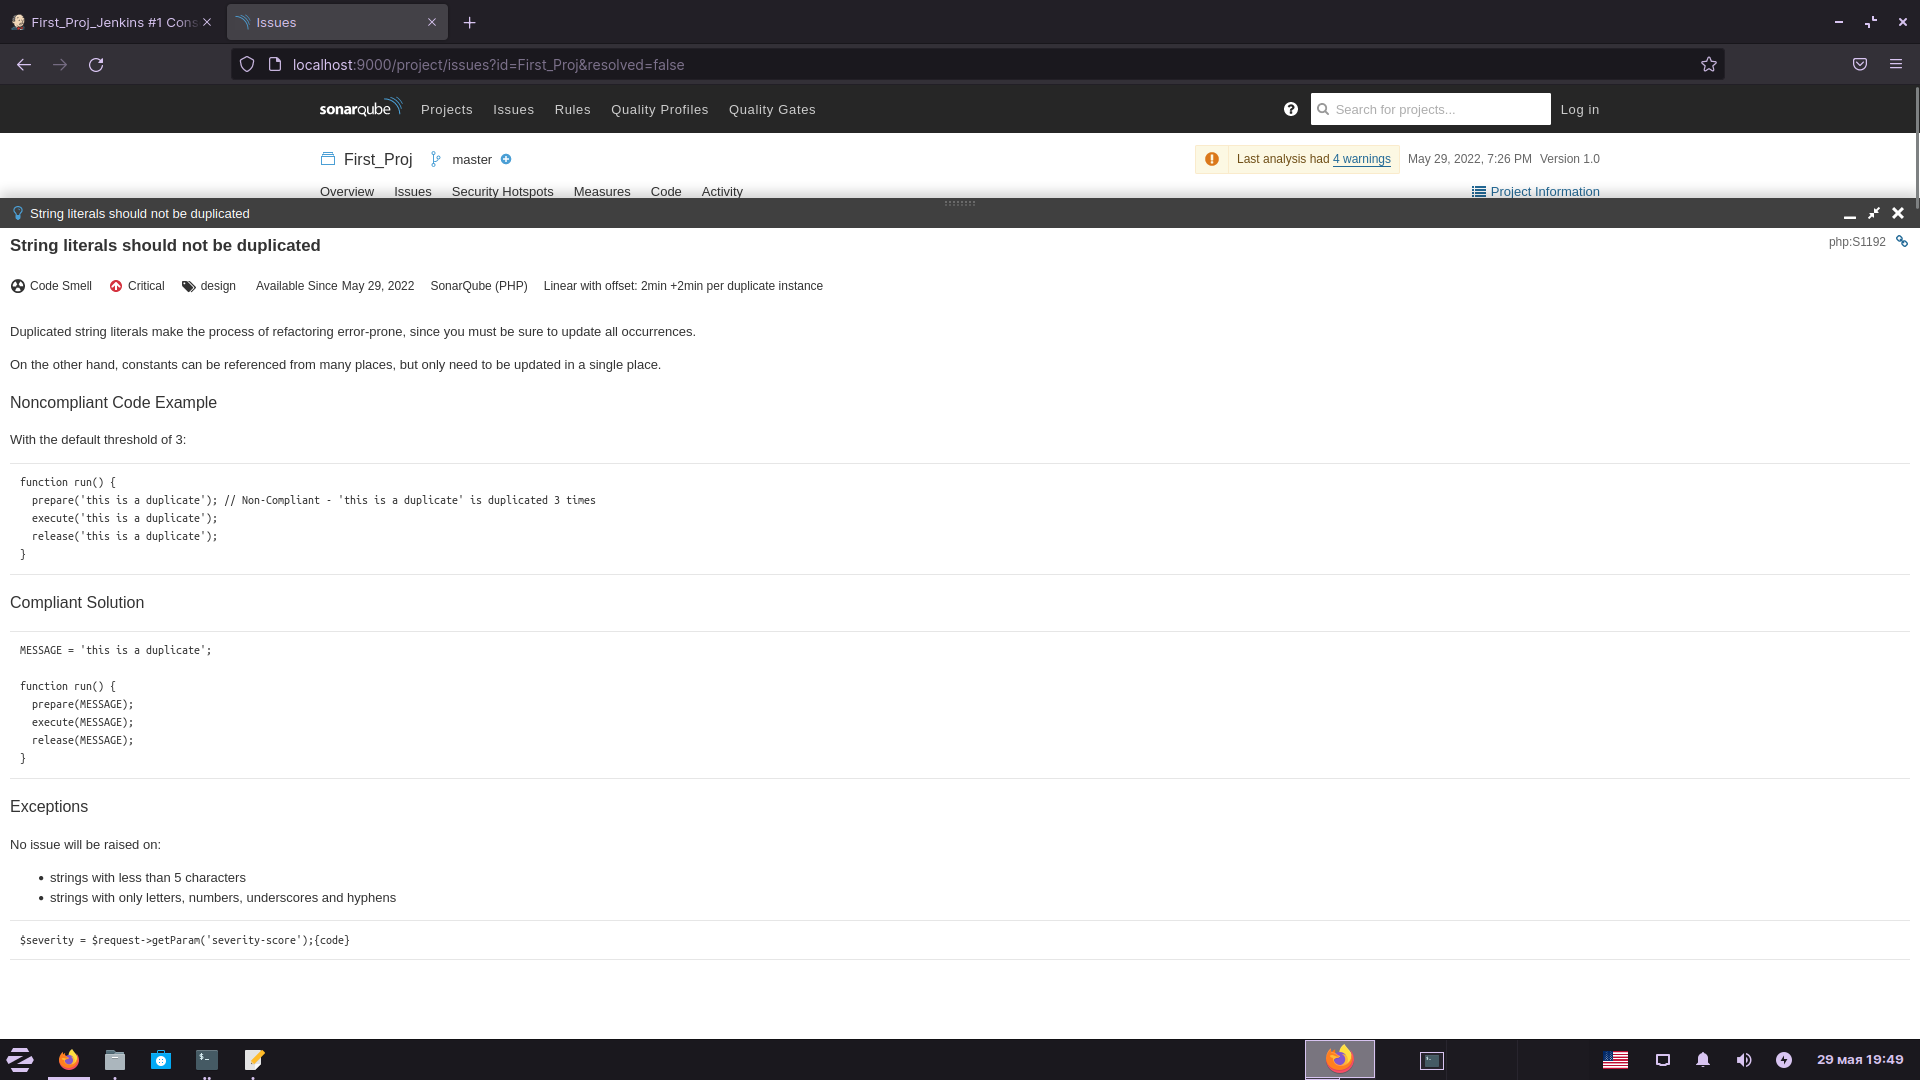 First_Proj_Jenkins #1 Cons
Issues
localhost:9000/project/issues?id=First_Proj&resolved=false
sonarqube Projects Issues Rules Quality Profiles Quality Gates
Search for projects...
Log in
First_Proj master
Last analysis had 4 warnings May 29, 2022, 7:26 PM Version 1.0
Overview Issues Security Hotspots Measures Code Activity
Project Information
String literals should not be duplicated
String literals should not be duplicated
php:S1192
Code Smell Critical design Available Since May 29, 2022 SonarQube (PHP) Linear with offset: 2min +2min per duplicate instance
Duplicated string literals make the process of refactoring error-prone, since you must be sure to update all occurrences.
On the other hand, constants can be referenced from many places, but only need to be updated in a single place.
Noncompliant Code Example
With the default threshold of 3:
function run() {
  prepare('this is a duplicate'); // Non-Compliant - 'this is a duplicate' is duplicated 3 times
  execute('this is a duplicate');
  release('this is a duplicate');
}
Compliant Solution
MESSAGE = 'this is a duplicate';
function run() {
  prepare(MESSAGE);
  execute(MESSAGE);
  release(MESSAGE);
}
Exceptions
No issue will be raised on:
• strings with less than 5 characters
• strings with only letters, numbers, underscores and hyphens
$severity = $request->getParam('severity-score');{code}
29 мая 19:49